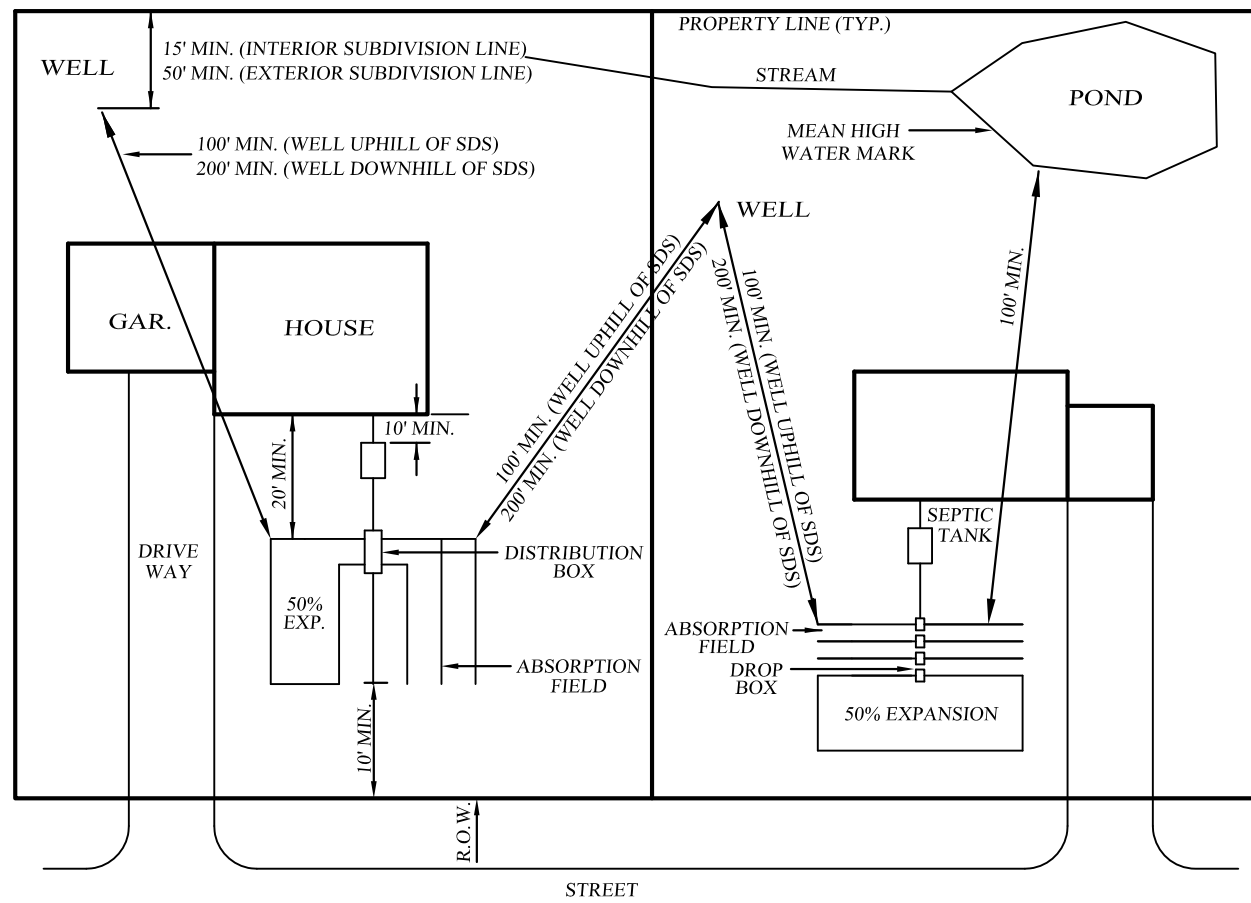 PROPERTY LINE (TYP.)
15' MIN. (INTERIOR SUBDIVISION LINE)
50' MIN. (EXTERIOR SUBDIVISION LINE)
WELL
STREAM
POND
MEAN HIGH
WATER MARK
100' MIN. (WELL UPHILL OF SDS)
200' MIN. (WELL DOWNHILL OF SDS)
WELL
100' MIN. (WELL UPHILL OF SDS)
200' MIN. (WELL DOWNHILL OF SDS)
100' MIN. (WELL UPHILL OF SDS)
200' MIN. (WELL DOWNHILL OF SDS)
100' MIN.
GAR.
HOUSE
10' MIN.
20' MIN.
SEPTIC
TANK
DRIVE
WAY
DISTRIBUTION
BOX
50%
EXP.
ABSORPTION
FIELD
ABSORPTION
FIELD
DROP
BOX
50% EXPANSION
10' MIN.
R.O.W.
STREET